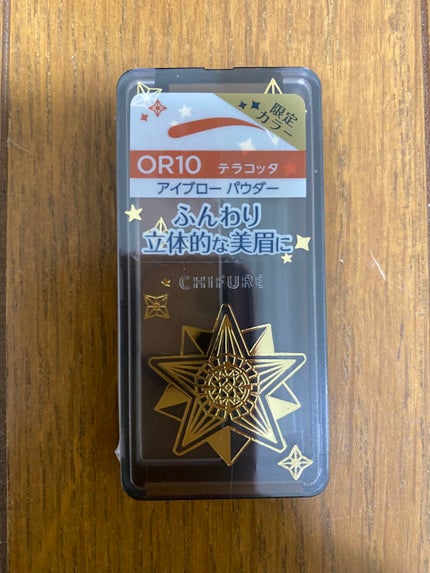 限定
カラー
OR10 テラコッタ
アイブロー パウダー
ふんわり
立体的な美眉に
CHIFURE